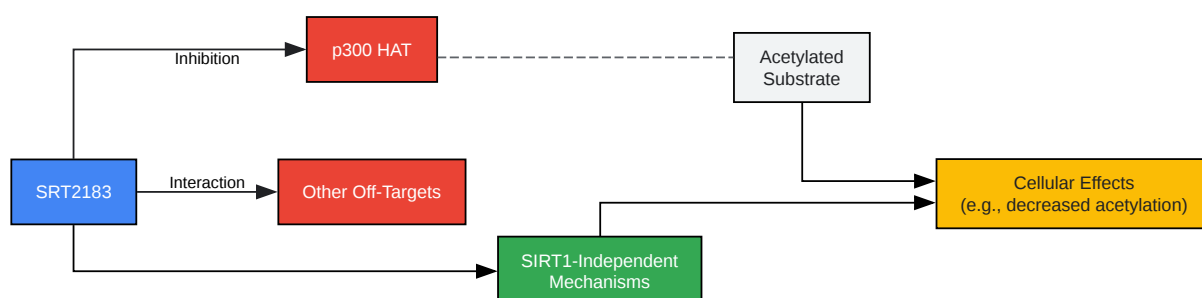 Inhibition
p300 HAT
Acetylated
Substrate
SRT2183
Interaction
Other Off-Targets
Cellular Effects
(e.g., decreased acetylation)
SIRT1-Independent
Mechanisms